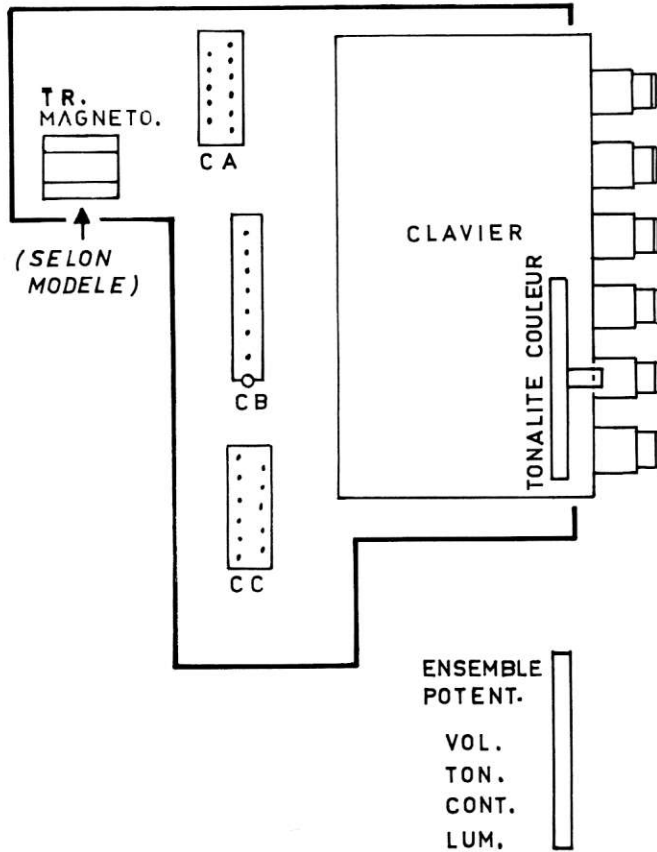 TR.
MAGNETO.
CA
(SELON
MODELE)
CLAVIER
TONALITE COULEUR
CB
CC
ENSEMBLE
POTENT.
VOL.
TON.
CONT.
LUM.